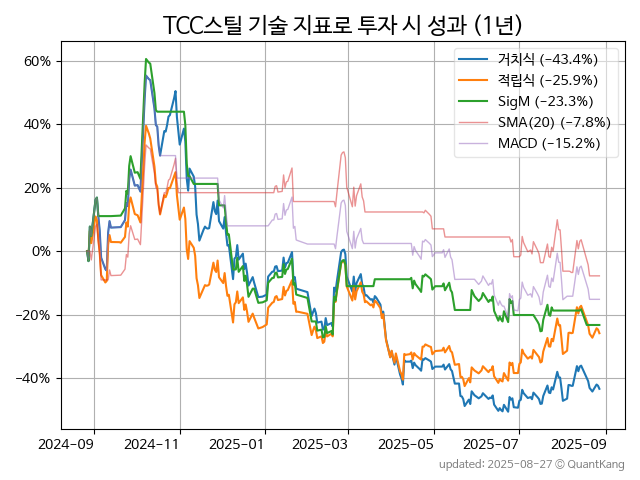 TCC스틸 기술 지표로 투자 시 성과 (1년)
거치식 (−43.4%)
적립식 (−25.9%)
SigM (−23.3%)
SMA(20) (−7.8%)
MACD (−15.2%)
60%
40%
20%
0%
−20%
−40%
2024-09 2024-11 2025-01 2025-03 2025-05 2025-07 2025-09
updated: 2025-08-27 © QuantKang